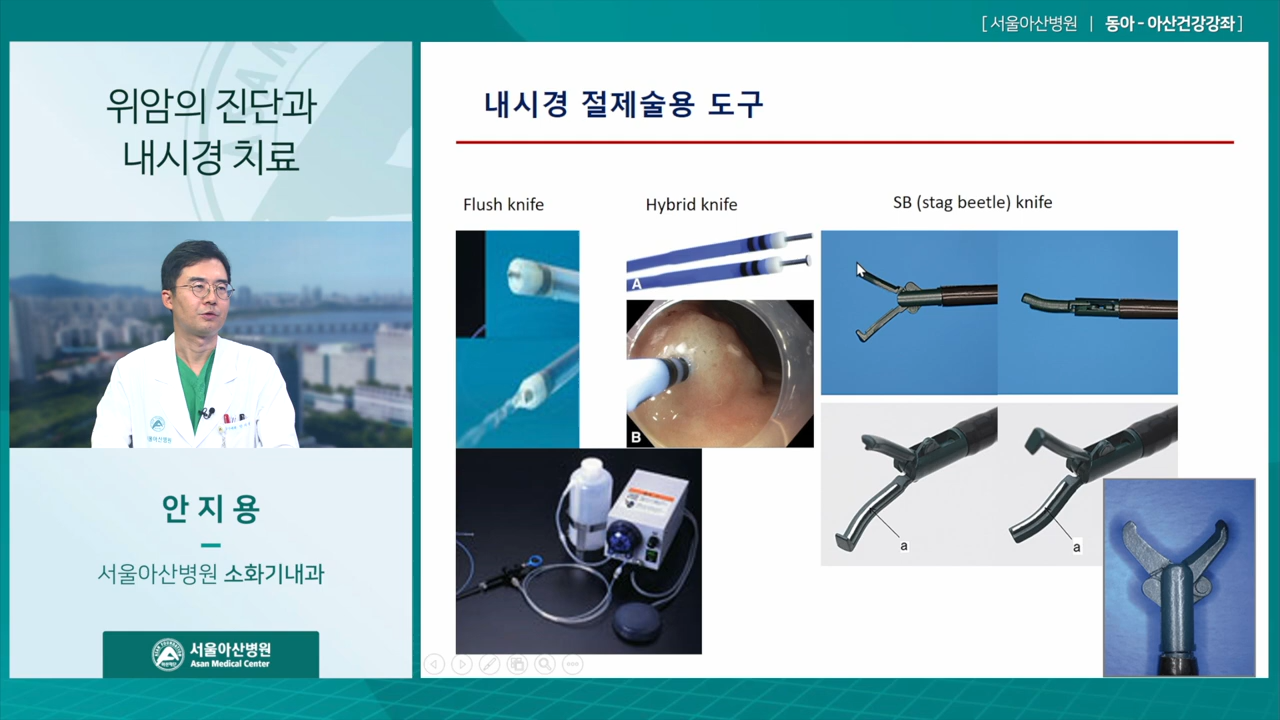 [ 서울아산병원 | 동아 - 아산건강강좌 ]
위암의 진단과
내시경 치료
안 지 용
서울아산병원 소화기내과
서울아산병원
Asan Medical Center
내시경 절제술용 도구
Flush knife
Hybrid knife
SB (stag beetle) knife
A
B
a
a